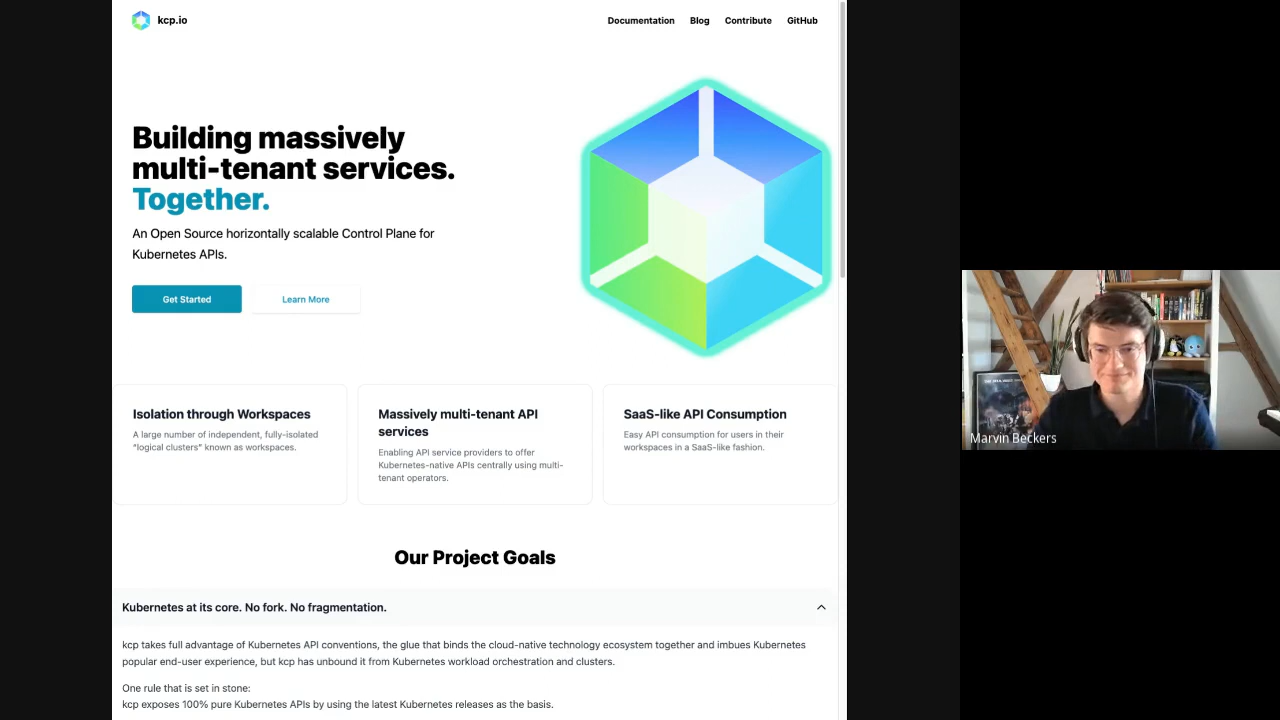 kcp.io
Documentation Blog Contribute GitHub
Building massively
multi-tenant services.
Together.
An Open Source horizontally scalable Control Plane for
Kubernetes APIs.
Get Started Learn More
Isolation through Workspaces
A large number of independent, fully-isolated
“logical clusters” known as workspaces.
Massively multi-tenant API
services
Enabling API service providers to offer
Kubernetes-native APIs centrally using multi-
tenant operators.
SaaS-like API Consumption
Easy API consumption for users in their
workspaces in a SaaS-like fashion.
Our Project Goals
Kubernetes at its core. No fork. No fragmentation.
kcp takes full advantage of Kubernetes API conventions, the glue that binds the cloud-native technology ecosystem together and imbues Kubernetes
popular end-user experience, but kcp has unbound it from Kubernetes workload orchestration and clusters.
One rule that is set in stone:
kcp exposes 100% pure Kubernetes APIs by using the latest Kubernetes releases as the basis.
Marvin Beckers